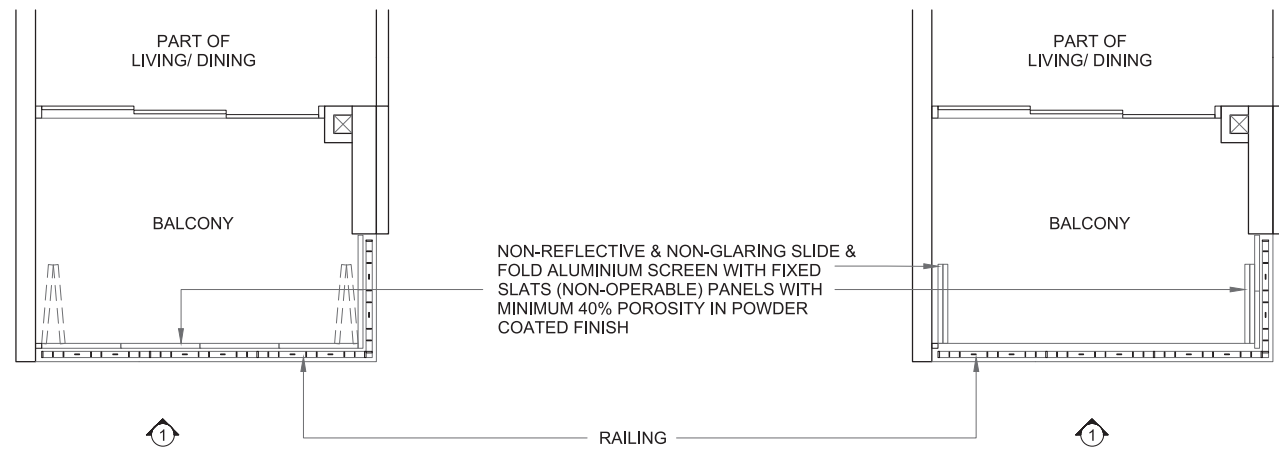 PART OF
LIVING/ DINING
BALCONY
PART OF
LIVING/ DINING
BALCONY
NON-REFLECTIVE & NON-GLARING SLIDE &
FOLD ALUMINIUM SCREEN WITH FIXED
SLATS (NON-OPERABLE) PANELS WITH
MINIMUM 40% POROSITY IN POWDER
COATED FINISH
1
RAILING
1